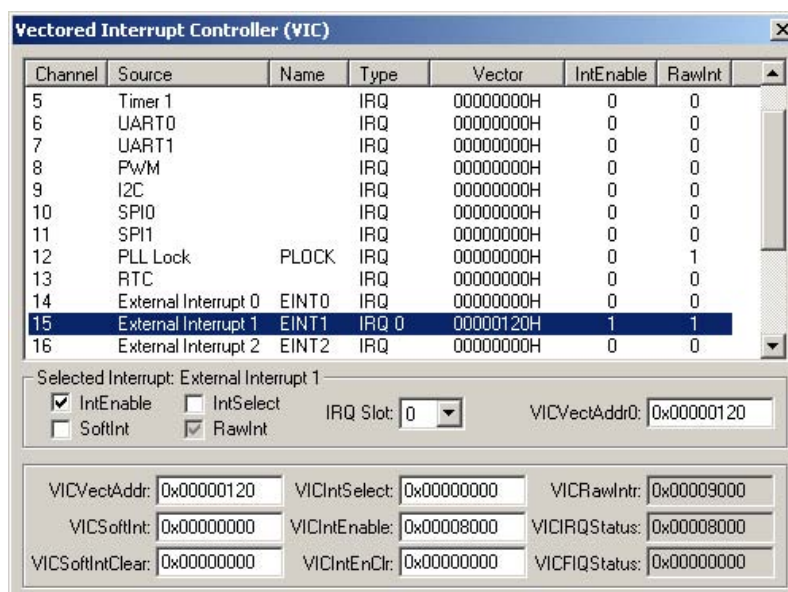 Vectored Interrupt Controller (VIC)
Channel Source Name Type Vector IntEnable RawInt
5 Timer 1 IRQ 00000000H 0 0
6 UART0 IRQ 00000000H 0 0
7 UART1 IRQ 00000000H 0 0
8 PWM IRQ 00000000H 0 0
9 I2C IRQ 00000000H 0 0
10 SPI0 IRQ 00000000H 0 0
11 SPI1 IRQ 00000000H 0 0
12 PLL Lock PLOCK IRQ 00000000H 0 1
13 RTC IRQ 00000000H 0 0
14 External Interrupt 0 EINT0 IRQ 00000000H 0 0
15 External Interrupt 1 EINT1 IRQ 0 00000120H 1 1
16 External Interrupt 2 EINT2 IRQ 00000000H 0 0
Selected Interrupt: External Interrupt 1
IntEnable IntSelect IRQ Slot: 0 VICVectAddr0: 0x00000120
SoftInt RawInt
VICVectAddr: 0x00000120 VICIntSelect: 0x00000000 VICRawIntr: 0x00009000
VICSoftInt: 0x00000000 VICIntEnable: 0x00008000 VICIRQStatus: 0x00008000
VICSoftIntClear: 0x00000000 VICIntEnClr: 0x00000000 VICFIQStatus: 0x00000000